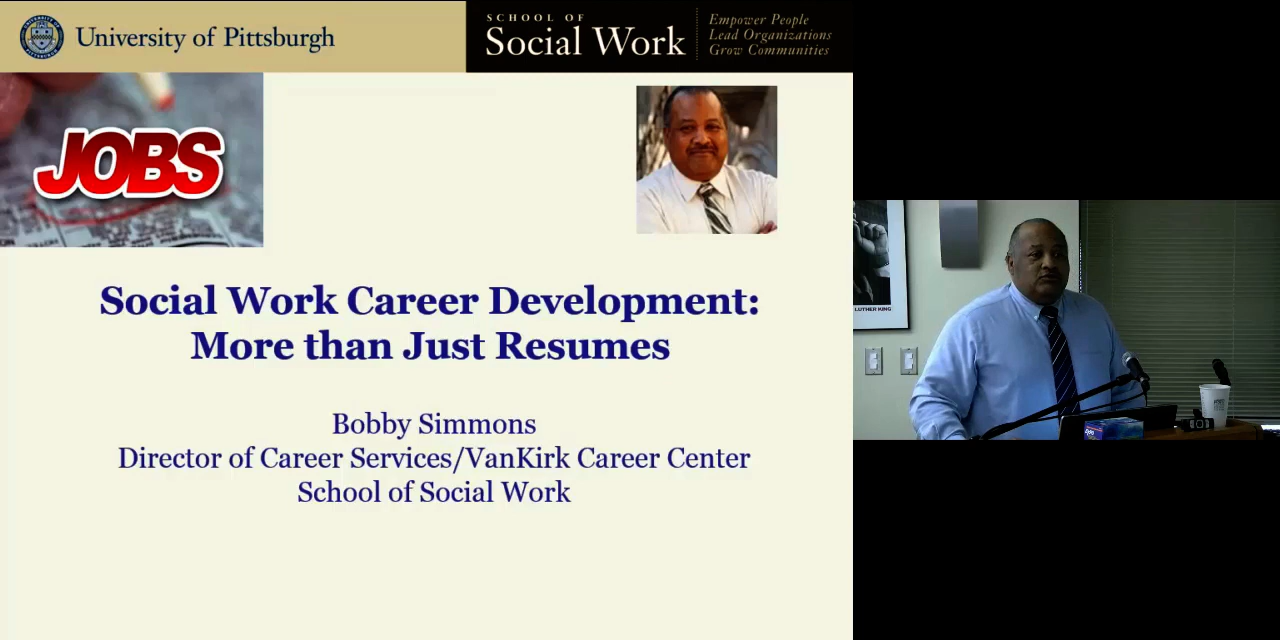 University of Pittsburgh
SCHOOL OF
Social Work
Empower People
Lead Organizations
Grow Communities
JOBS
Social Work Career Development:
More than Just Resumes
Bobby Simmons
Director of Career Services/VanKirk Career Center
School of Social Work
LUTHER KING